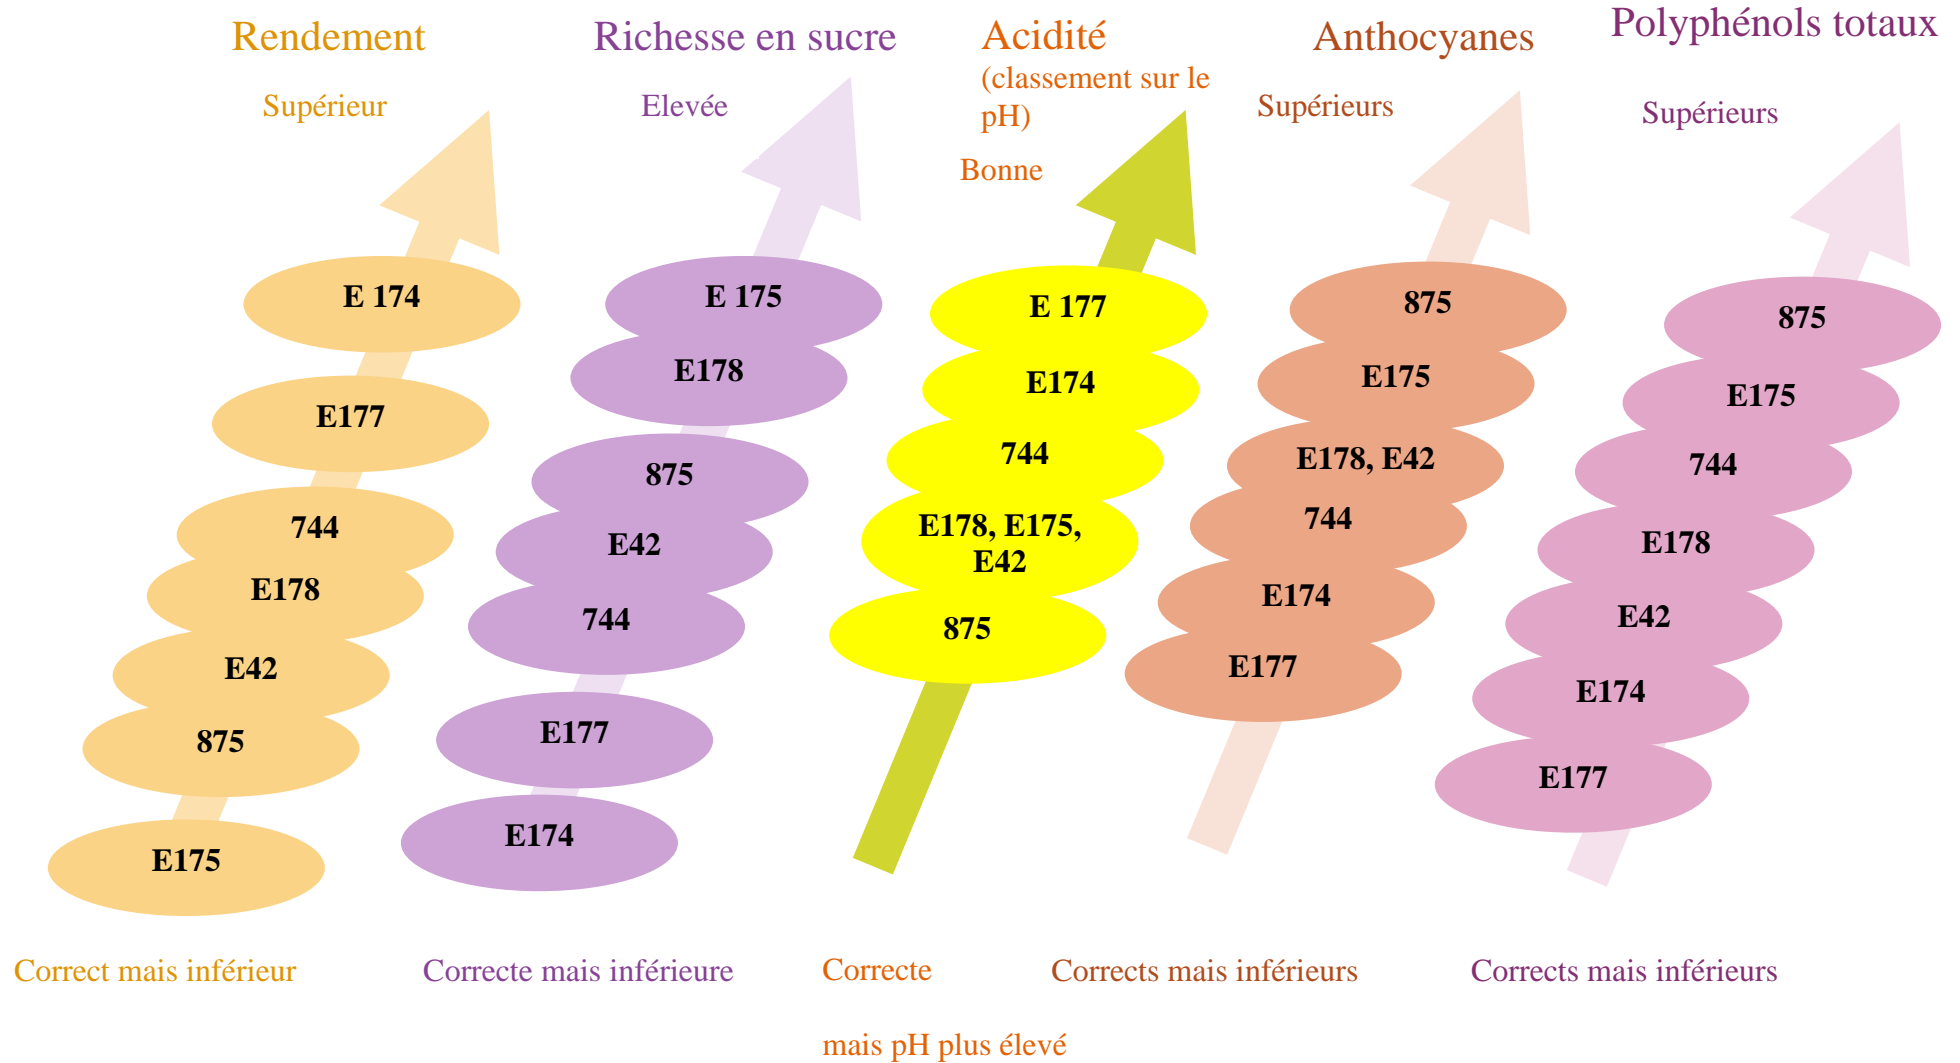 Rendement
Supérieur
E 174
E177
744
E178
E42
875
E175
Correct mais inférieur
Richesse en sucre
Elevée
E 175
E178
875
E42
744
E177
E174
Correcte mais inférieure
Acidité
(classement sur le
pH)
Bonne
E 177
E174
744
E178, E175,
E42
875
Correcte
mais pH plus élevé
Anthocyanes
Supérieurs
875
E175
E178, E42
744
E174
E177
Corrects mais inférieurs
Polyphénols totaux
Supérieurs
875
E175
744
E178
E42
E174
E177
Corrects mais inférieurs